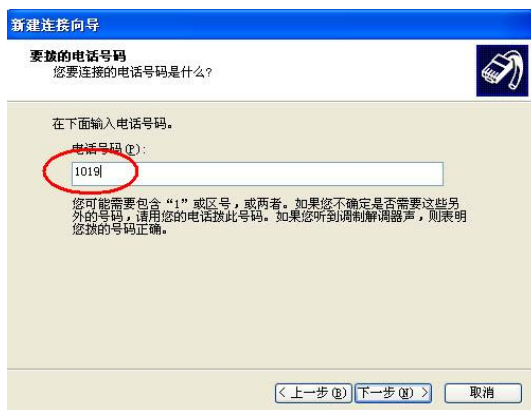 新建连接向导
要拨的电话号码
您要连接的电话号码是什么?
在下面输入电话号码。
电话号码(P):
1019
您可能需要包含“1”或区号，或两者。如果您不确定是否需要这些另
外的号码，请用您的电话拨此号码。如果您听到调制解调器声，则表明
您拨的号码正确。
< 上一步(B) 下一步(N) > 取消